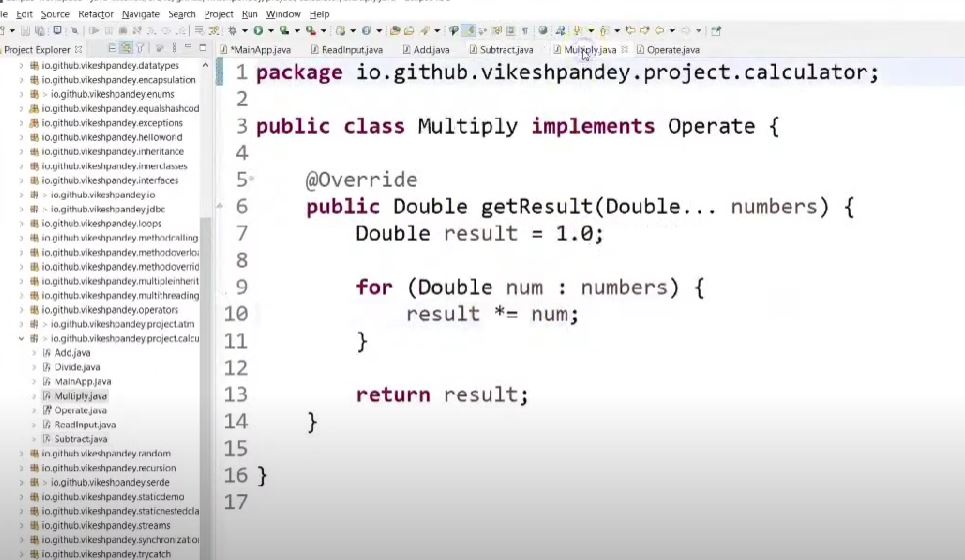 Edit Source Refactor Navigate Search Project Run Window Help
Project Explorer
*MainApp.java ReadInput.java Add.java Subtract.java Multiply.java Operate.java
io.github.vikeshpandey.datatypes
io.github.vikeshpandey.encapsulation
io.github.vikeshpandey.enums
io.github.vikeshpandey.equalshashcod
io.github.vikeshpandey.exceptions
io.github.vikeshpandey.helloworld
io.github.vikeshpandey.inheritance
io.github.vikeshpandey.innerclasses
io.github.vikeshpandey.interfaces
io.github.vikeshpandey.io
io.github.vikeshpandey.jdbc
io.github.vikeshpandey.loops
io.github.vikeshpandey.methodcalling
io.github.vikeshpandey.methodoverloa
io.github.vikeshpandey.methodoverrid
io.github.vikeshpandey.multipleinherit
io.github.vikeshpandey.multithreading
io.github.vikeshpandey.operators
io.github.vikeshpandey.project.atm
io.github.vikeshpandey.project.calcu
Add.java
Divide.java
MainApp.java
Multiply.java
Operate.java
ReadInput.java
Subtract.java
io.github.vikeshpandey.random
io.github.vikeshpandey.recursion
io.github.vikeshpandey.serde
io.github.vikeshpandey.staticdemo
io.github.vikeshpandey.staticnestedcla
io.github.vikeshpandey.streams
io.github.vikeshpandey.synchronizatio
io.github.vikeshpandey.trycatch
1 package io.github.vikeshpandey.project.calculator;
2
3 public class Multiply implements Operate {
4
5 @Override
6 public Double getResult(Double... numbers) {
7 Double result = 1.0;
8
9 for (Double num : numbers) {
10 result *= num;
11 }
12
13 return result;
14 }
15
16 }
17